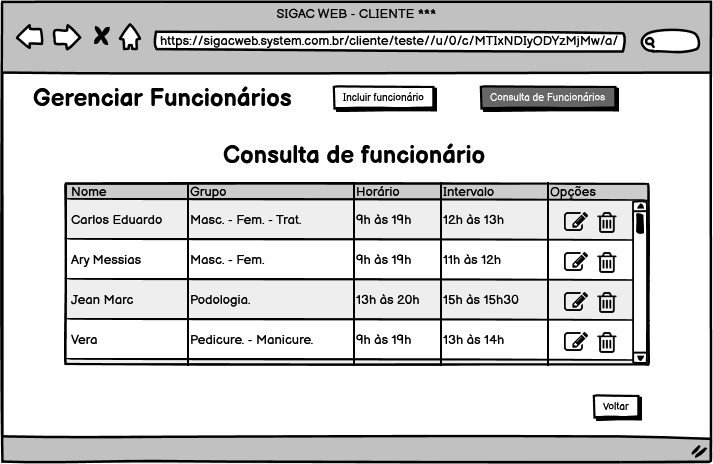 SIGAC WEB - CLIENTE ***
https://sigacweb.system.com.br/cliente/teste//u/0/c/MTIxNDIyODYzMjMw/a/
Gerenciar Funcionários
Incluir funcionário
Consulta de Funcionários
Consulta de funcionário
Nome Grupo Horário Intervalo Opções
Carlos Eduardo Masc. - Fem. - Trat. 9h às 19h 12h às 13h
Ary Messias Masc. - Fem. 9h às 19h 11h às 12h
Jean Marc Podologia. 13h às 20h 15h às 15h30
Vera Pedicure. - Manicure. 9h às 19h 13h às 14h
Voltar